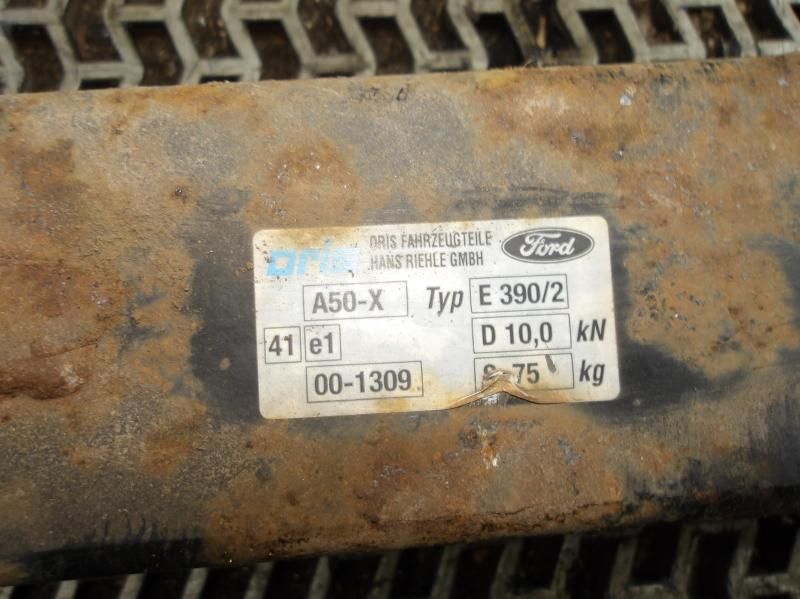 oris ORIS FAHRZEUGTEILE
HANS RIEHLE GMBH
Ford
A50-X Typ E 390/2
41 e1 D 10,0 kN
00-1309 S 75 kg